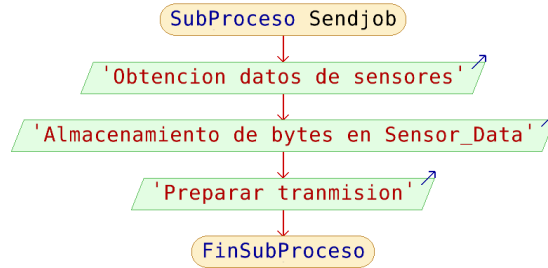 SubProceso Sendjob
'Obtencion datos de sensores'
'Almacenamiento de bytes en Sensor_Data'
'Preparar tranmision'
FinSubProceso